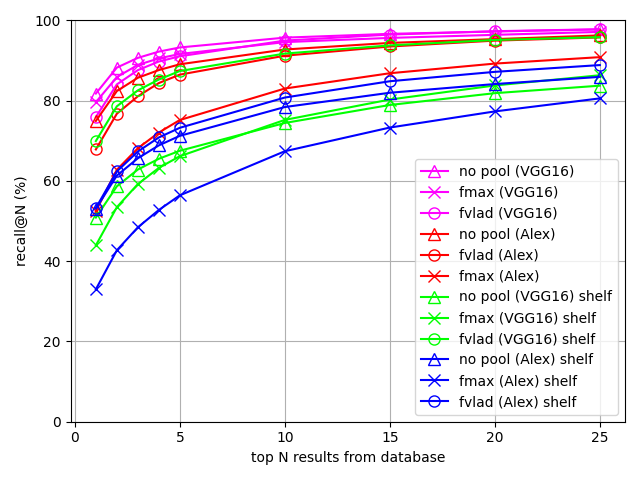 100
80
60
40
20
0
recall@N (%)
no pool (VGG16)
fmax (VGG16)
fvlad (VGG16)
no pool (Alex)
fvlad (Alex)
fmax (Alex)
no pool (VGG16) shelf
fmax (VGG16) shelf
fvlad (VGG16) shelf
no pool (Alex) shelf
fmax (Alex) shelf
fvlad (Alex) shelf
0 5 10 15 20 25
top N results from database